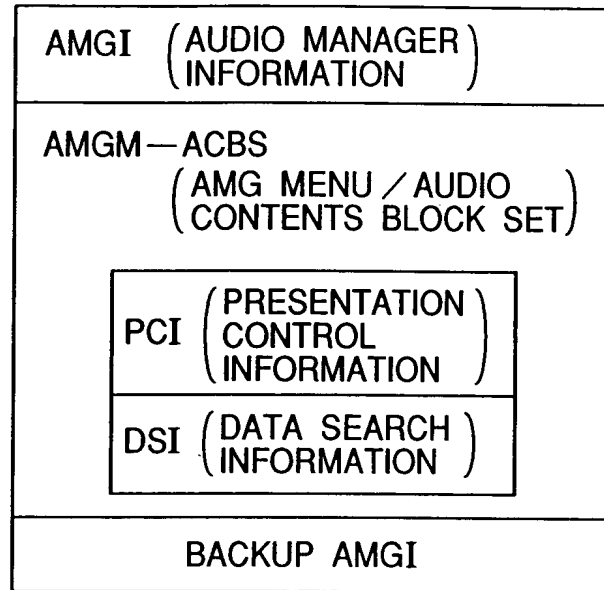 AMGI (AUDIO MANAGER
INFORMATION)
AMGM—ACBS
(AMG MENU/AUDIO
CONTENTS BLOCK SET)
PCI (PRESENTATION
CONTROL
INFORMATION)
DSI (DATA SEARCH
INFORMATION)
BACKUP AMGI